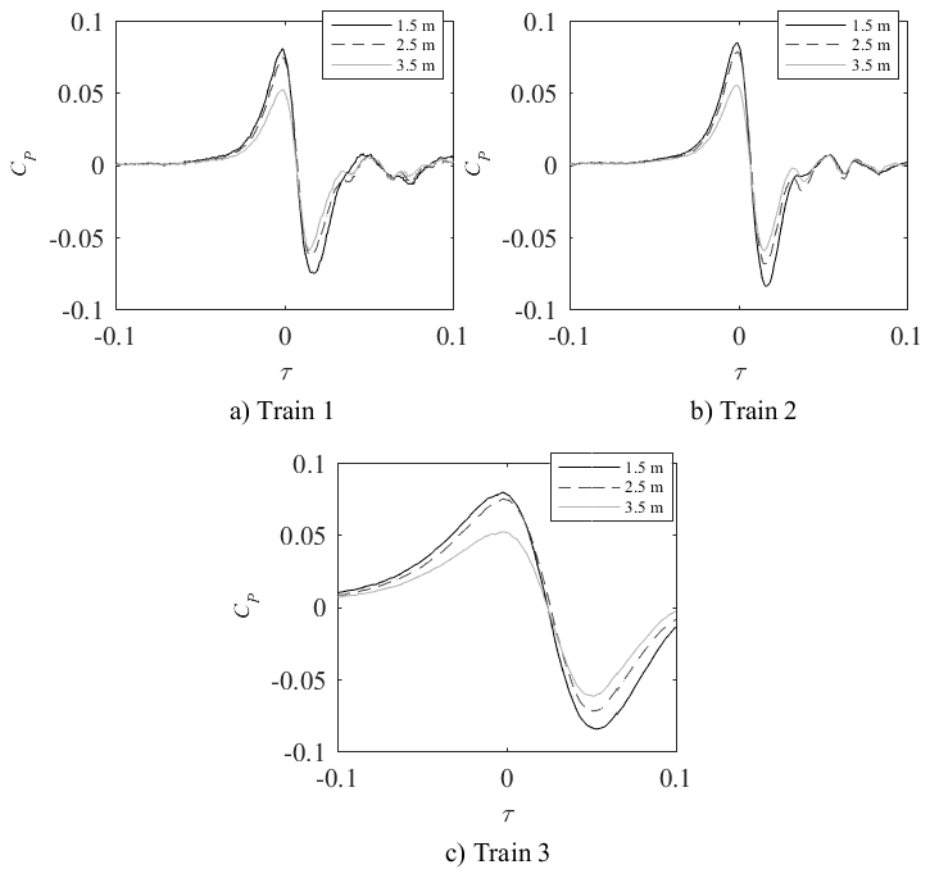 0.1
0.05
0
-0.05
-0.1
C_P
-0.1 0 0.1
τ
1.5 m
2.5 m
3.5 m
a) Train 1
0.1
0.05
0
-0.05
-0.1
C_P
-0.1 0 0.1
τ
1.5 m
2.5 m
3.5 m
b) Train 2
0.1
0.05
0
-0.05
-0.1
C_P
-0.1 0 0.1
τ
1.5 m
2.5 m
3.5 m
c) Train 3